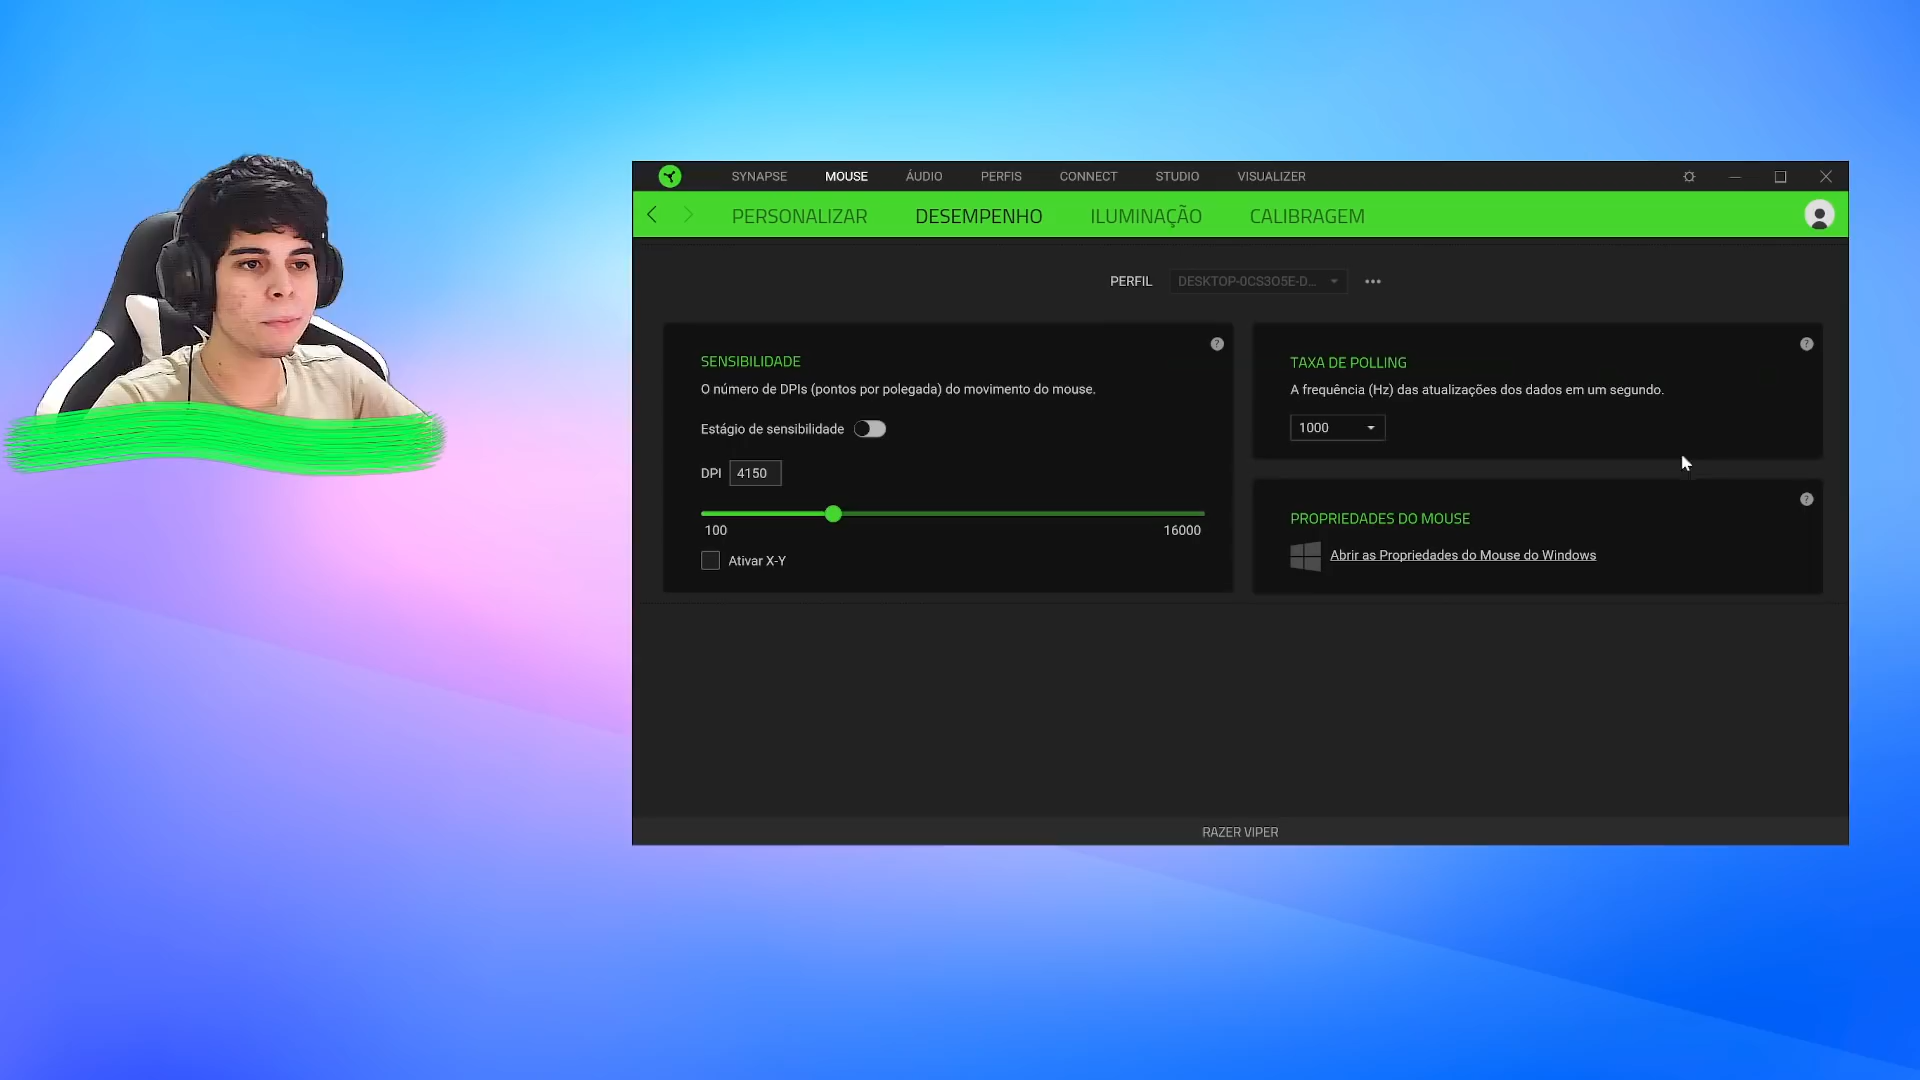 SYNAPSE MOUSE ÁUDIO PERFIS CONNECT STUDIO VISUALIZER
PERSONALIZAR DESEMPENHO ILUMINAÇÃO CALIBRAGEM
PERFIL DESKTOP-0CS3O5E-D...
SENSIBILIDADE
O número de DPIs (pontos por polegada) do movimento do mouse.
Estágio de sensibilidade
DPI 4150
100 16000
Ativar X-Y
TAXA DE POLLING
A frequência (Hz) das atualizações dos dados em um segundo.
1000
PROPRIEDADES DO MOUSE
Abrir as Propriedades do Mouse do Windows
RAZER VIPER